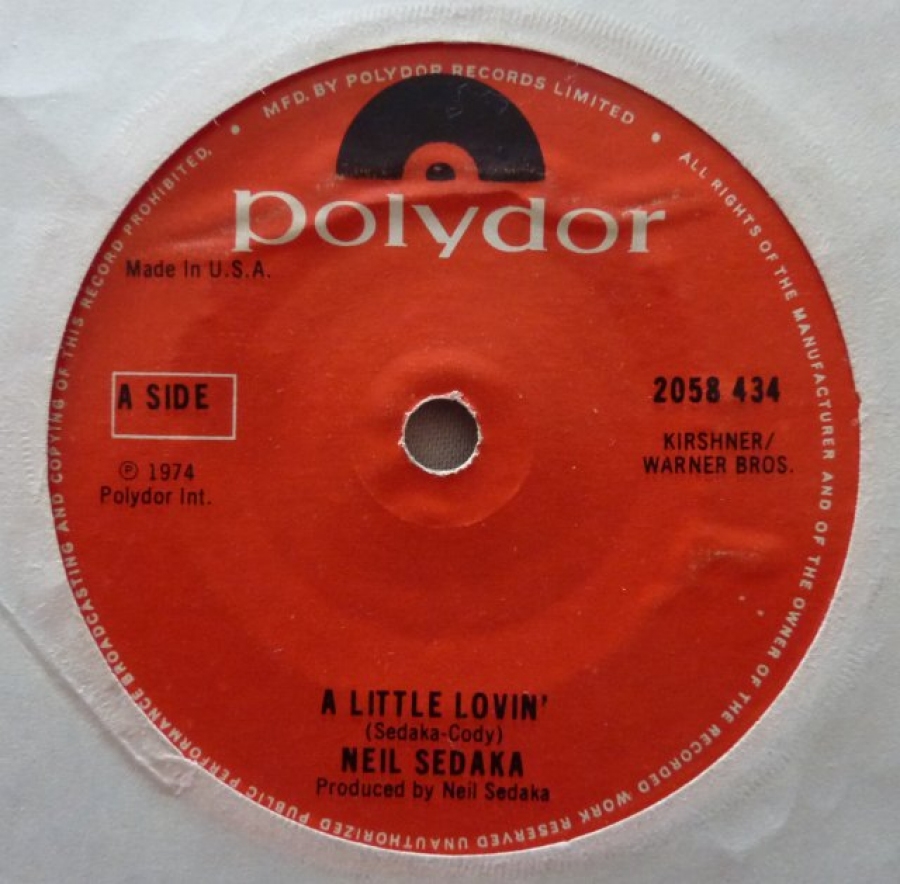 MFD. BY POLYDOR RECORDS LIMITED • ALL RIGHTS OF THE MANUFACTURER AND OF THE OWNER OF THE RECORDED WORK RESERVED UNAUTHORIZED PUBLIC PERFORMANCE BROADCASTING AND COPYING OF THIS RECORD PROHIBITED. •
polydor
Made in U.S.A.
A SIDE
2058 434
KIRSHNER/
WARNER BROS.
℗ 1974
Polydor Int.
A LITTLE LOVIN'
(Sedaka-Cody)
NEIL SEDAKA
Produced by Neil Sedaka